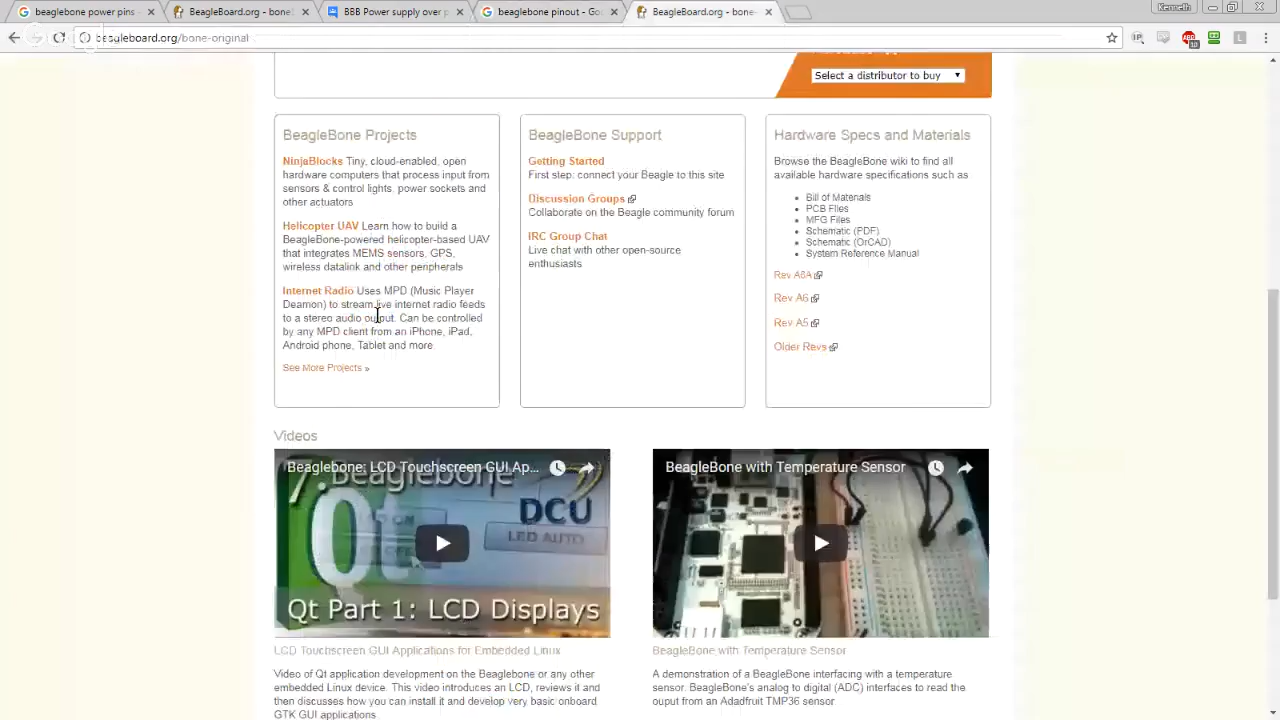 beaglebone power pins -
BeagleBoard.org - bone
BBB Power supply over p
beaglebone pinout - Go
BeagleBoard.org - bone-
Kenneth
beagleboard.org/bone-original
Select a distributor to buy
BeagleBone Projects
NinjaBlocks Tiny, cloud-enabled, open
hardware computers that process input from
sensors & control lights, power sockets and
other actuators
Helicopter UAV Learn how to build a
BeagleBone-powered helicopter-based UAV
that integrates MEMS sensors, GPS,
wireless datalink and other peripherals
Internet Radio Uses MPD (Music Player
Deamon) to stream live internet radio feeds
to a stereo audio output. Can be controlled
by any MPD client from an iPhone, iPad,
Android phone, Tablet and more.
See More Projects »
BeagleBone Support
Getting Started
First step: connect your Beagle to this site
Discussion Groups
Collaborate on the Beagle community forum
IRC Group Chat
Live chat with other open-source
enthusiasts
Hardware Specs and Materials
Browse the BeagleBone wiki to find all
available hardware specifications such as
• Bill of Materials
• PCB Files
• MFG Files
• Schematic (PDF)
• Schematic (OrCAD)
• System Reference Manual
Rev A6A
Rev A6
Rev A5
Older Revs
Videos
Beaglebone: LCD Touchscreen GUI Ap...
Beaglebone
DCU
LED AUTO
Qt
Qt Part 1: LCD Displays
LCD Touchscreen GUI Applications for Embedded Linux
Video of Qt application development on the Beaglebone or any other
embedded Linux device. This video introduces an LCD, reviews it and
then discusses how you can install it and develop very basic onboard
GTK GUI applications.
BeagleBone with Temperature Sensor
BeagleBone with Temperature Sensor
A demonstration of a BeagleBone interfacing with a temperature
sensor. BeagleBone's analog to digital (ADC) interfaces to read the
ouput from an Adadfruit TMP36 sensor